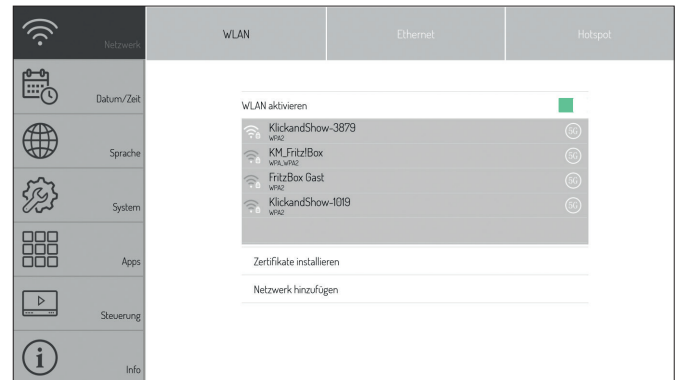 Netzwerk
WLAN
Ethernet
Hotspot
Datum/Zeit
Sprache
System
Apps
Steuerung
Info
WLAN aktivieren
KlickandShow-3879
WPA2
5G
KM_Fritz!Box
WPA_WPA2
5G
FritzBox Gast
WPA2
5G
KlickandShow-1019
WPA2
5G
Zertifikate installieren
Netzwerk hinzufügen